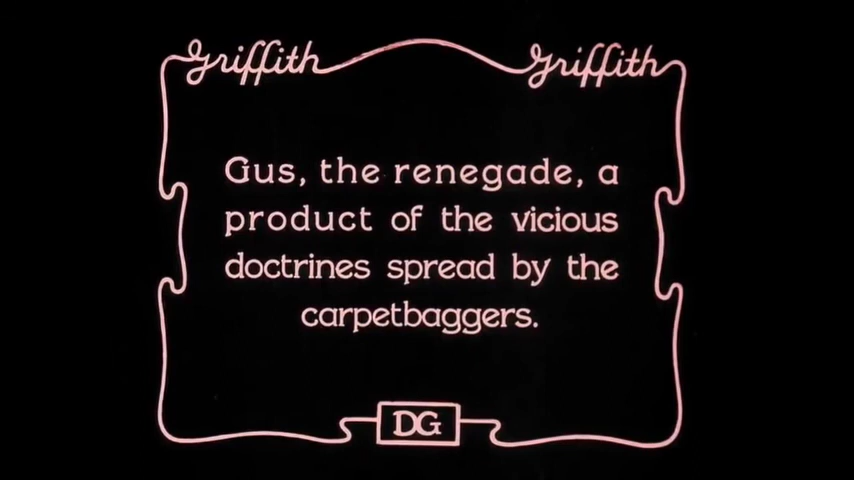 Griffith Griffith
Gus, the renegade, a
product of the vicious
doctrines spread by the
carpetbaggers.
DG